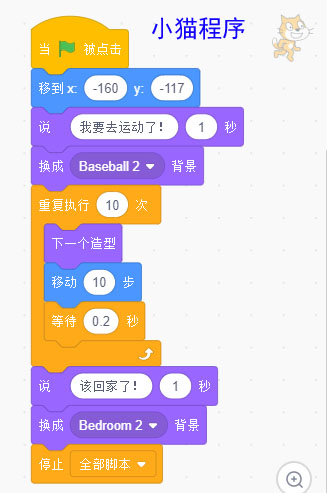 小猫程序
当 被点击
移到 x: -160 y: -117
说 我要去运动了! 1 秒
换成 Baseball 2 背景
重复执行 10 次
下一个造型
移动 10 步
等待 0.2 秒
说 该回家了! 1 秒
换成 Bedroom 2 背景
停止 全部脚本